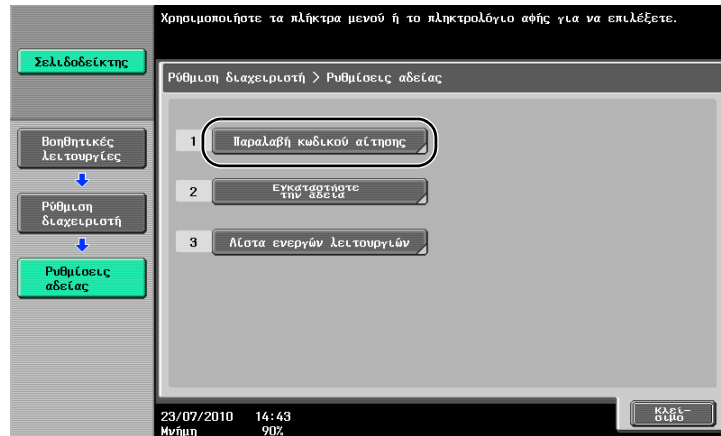 Χρησιμοποιήστε τα πλήκτρα μενού ή το πληκτρολόγιο αφής για να επιλέξετε.
Σελιδοδείκτης
Ρύθμιση διαχειριστή > Ρυθμίσεις αδείας
Βοηθητικές
λειτουργίες
Ρύθμιση
διαχειριστή
Ρυθμίσεις
αδείας
1 Παραλαβή κωδικού αίτησης
2 Εγκαταστήστε
την άδεια
3 Λίστα ενεργών λειτουργιών
23/07/2010 14:43
Μνήμη 90%
Κλεί-
σιμο